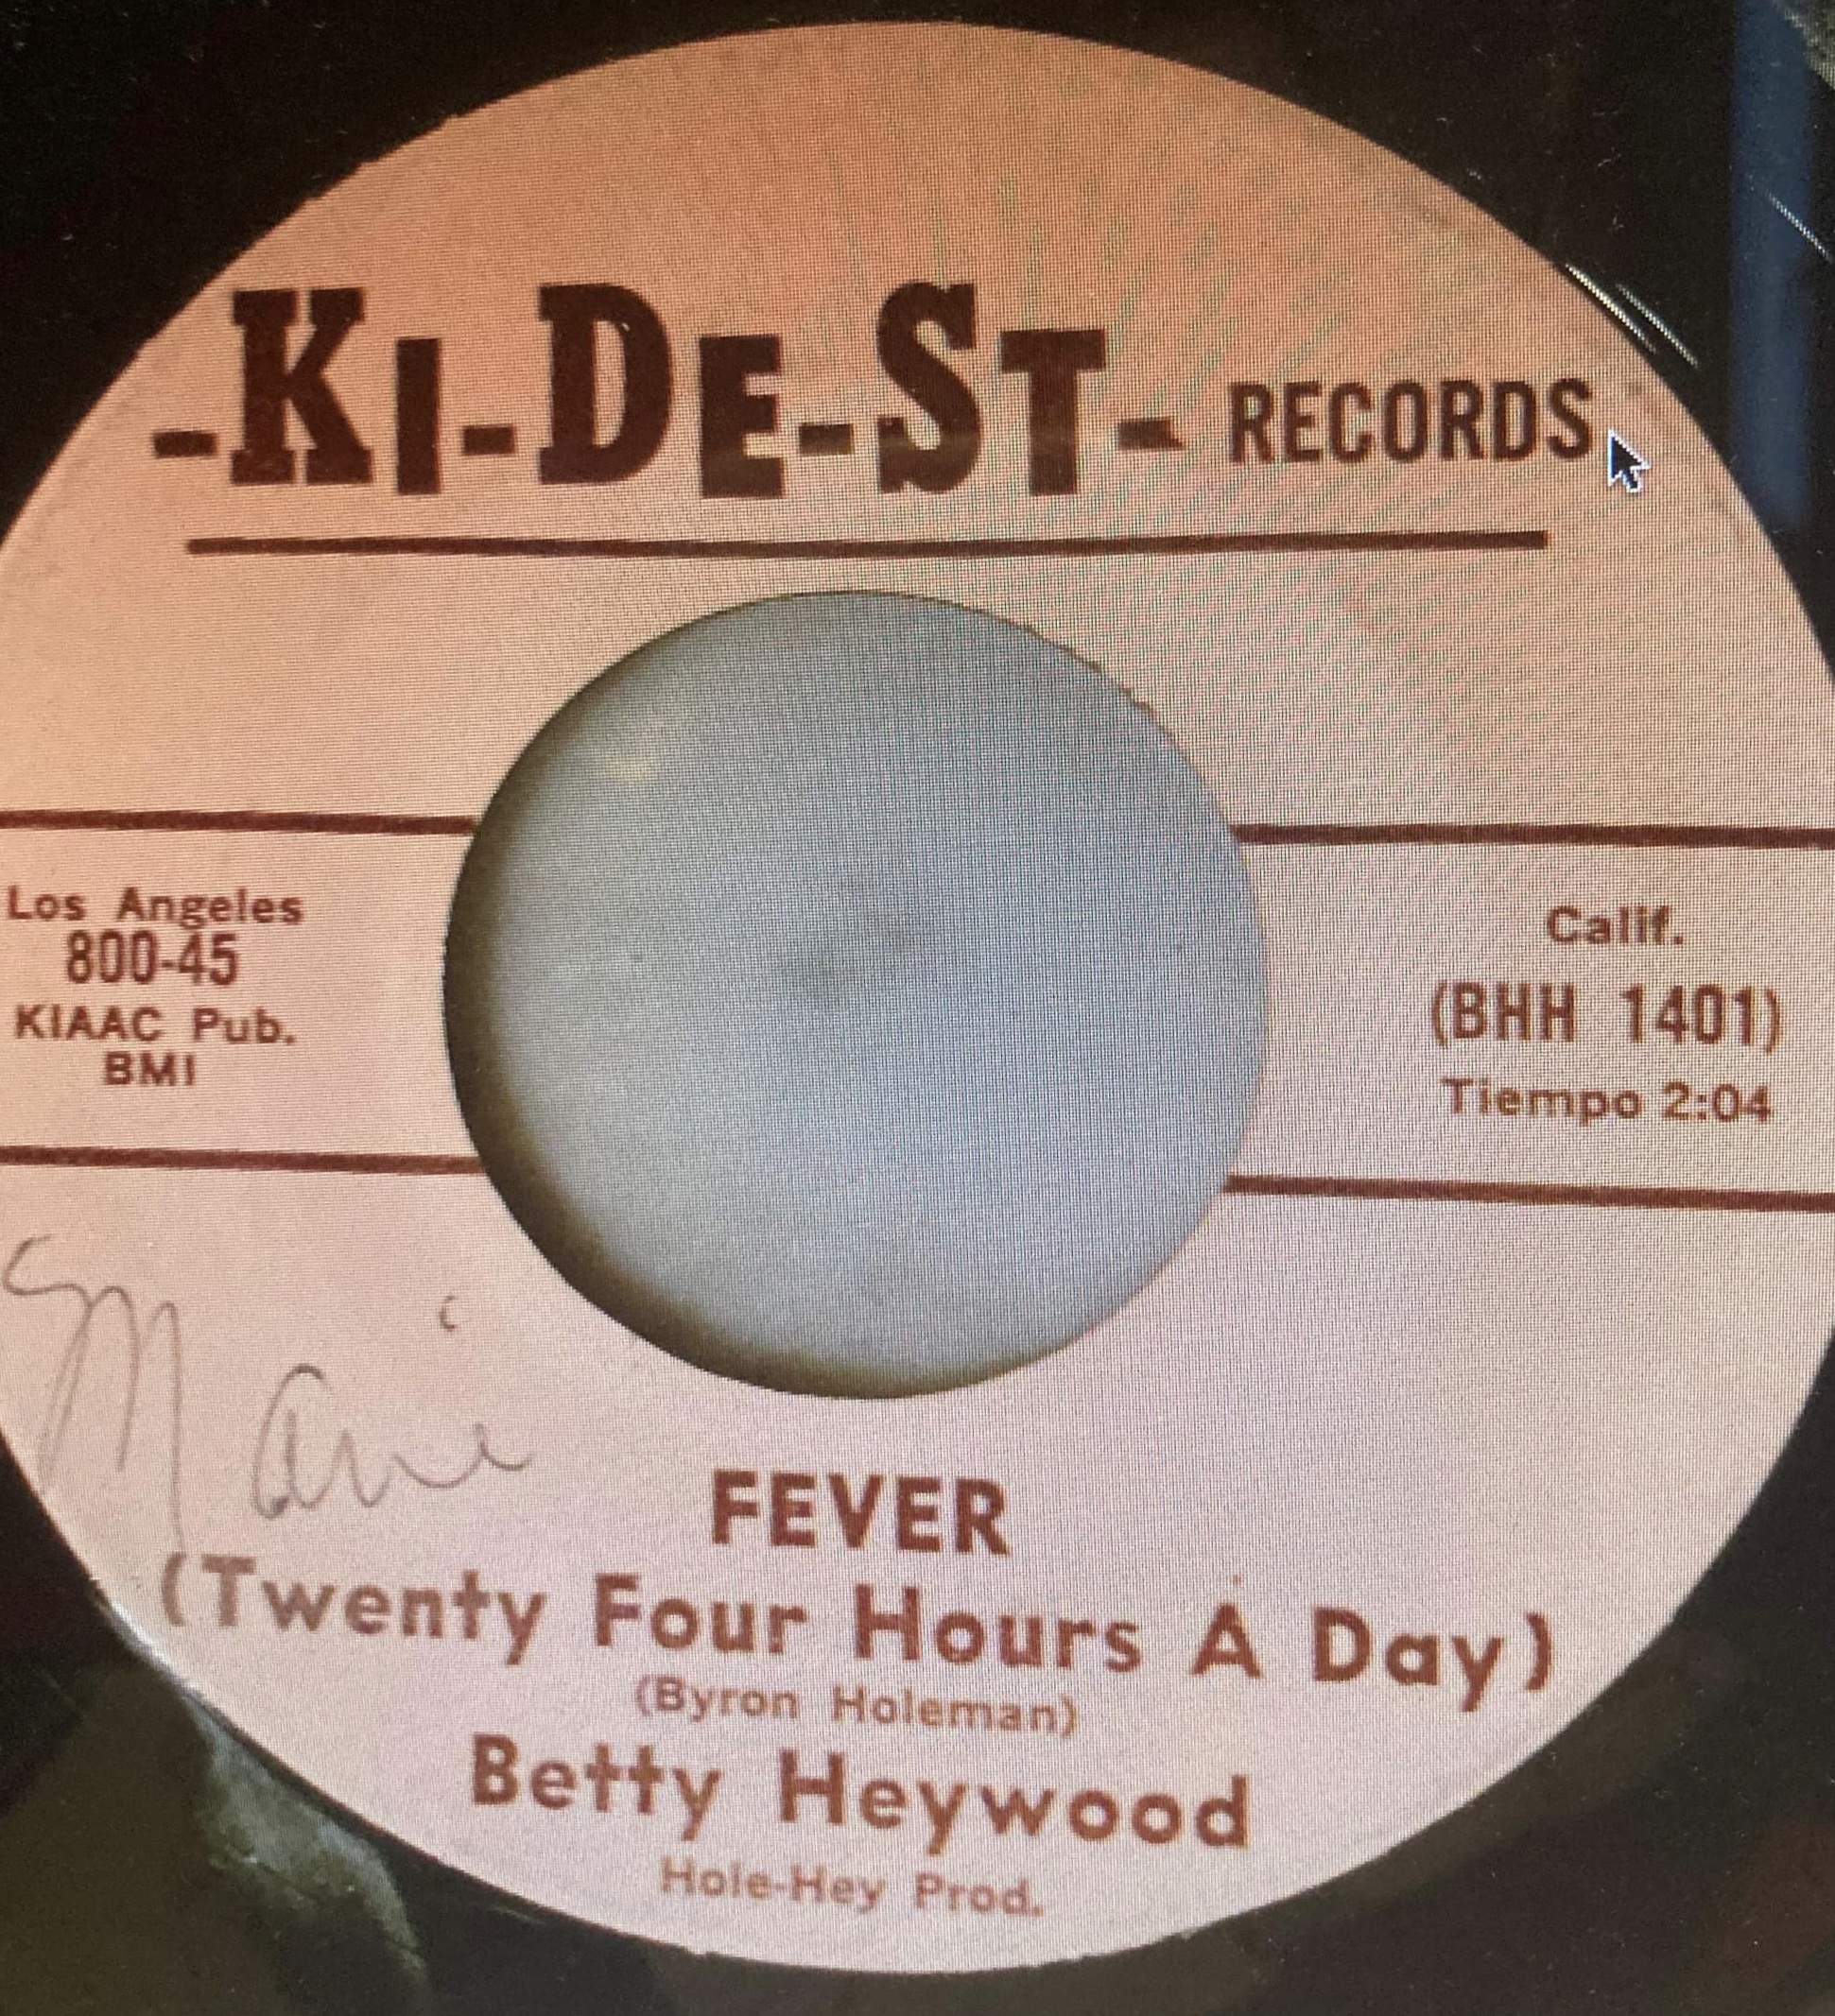 -KI-DE-ST- RECORDS
Los Angeles
800-45
KIAAC Pub.
BMI
Calif.
(BHH 1401)
Tiempo 2:04
FEVER
(Twenty Four Hours A Day)
(Byron Holeman)
Betty Heywood
Hole-Hey Prod.